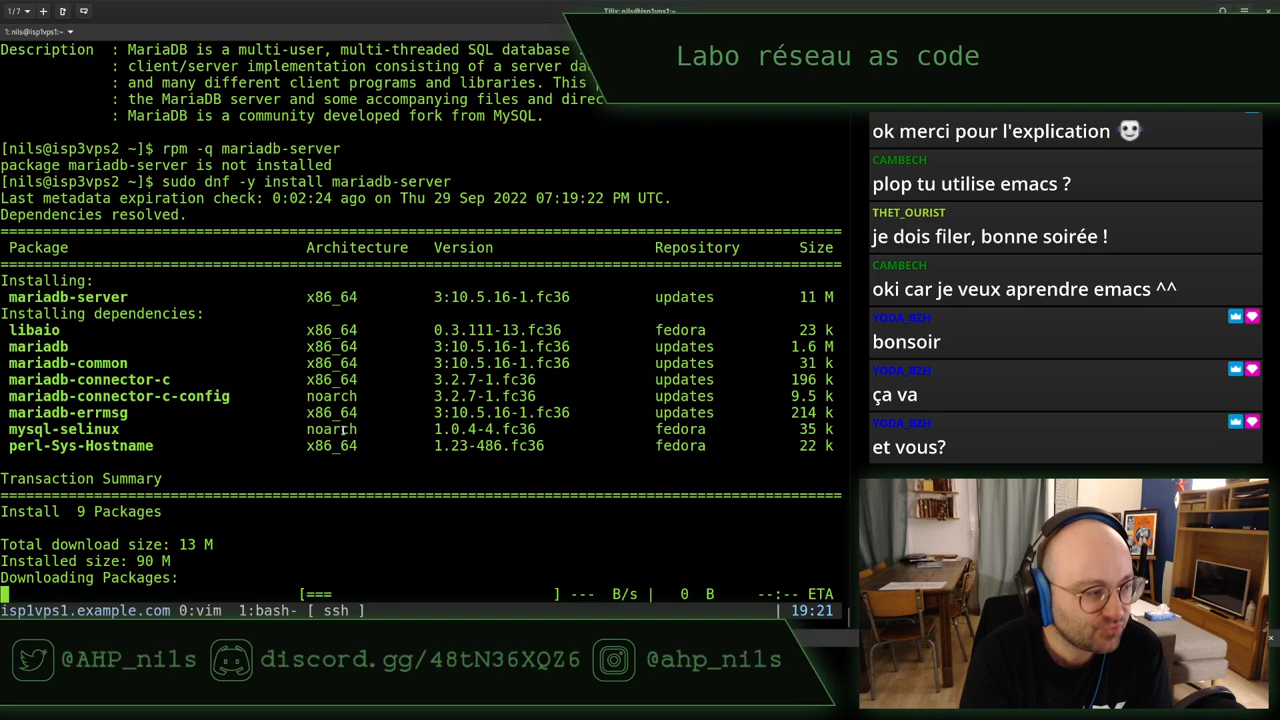 1/7
Tilix: nils@isp1vps1:~
1: nils@isp1vps1:~
Labo réseau as code
Description  : MariaDB is a multi-user, multi-threaded SQL database
: client/server implementation consisting of a server
: and many different client programs and libraries. This
: the MariaDB server and some accompanying files and
: MariaDB is a community developed fork from MySQL.
[nils@isp3vps2 ~]$ rpm -q mariadb-server
package mariadb-server is not installed
[nils@isp3vps2 ~]$ sudo dnf -y install mariadb-server
Last metadata expiration check: 0:02:24 ago on Thu 29 Sep 2022 07:19:22 PM UTC.
Dependencies resolved.
Package Architecture Version Repository Size
Installing:
mariadb-server x86_64 3:10.5.16-1.fc36 updates 11 M
Installing dependencies:
libaio x86_64 0.3.111-13.fc36 fedora 23 k
mariadb x86_64 3:10.5.16-1.fc36 updates 1.6 M
mariadb-common x86_64 3:10.5.16-1.fc36 updates 31 k
mariadb-connector-c x86_64 3.2.7-1.fc36 updates 196 k
mariadb-connector-c-config noarch 3.2.7-1.fc36 updates 9.5 k
mariadb-errmsg x86_64 3:10.5.16-1.fc36 updates 214 k
mysql-selinux noarch 1.0.4-4.fc36 fedora 35 k
perl-Sys-Hostname x86_64 1.23-486.fc36 fedora 22 k
Transaction Summary
Install  9 Packages
Total download size: 13 M
Installed size: 90 M
Downloading Packages:
[=== ] --- B/s | 0 B --:-- ETA
isp1vps1.example.com 0:vim  1:bash- [ ssh ] | 19:21
ok merci pour l'explication
CAMBECH
plop tu utilise emacs ?
THET_OURIST
je dois filer, bonne soirée !
CAMBECH
oki car je veux aprendre emacs ^^
YODA_BZH
bonsoir
YODA_BZH
ça va
YODA_BZH
et vous?
@AHP_nils discord.gg/48tN36XQZ6 @ahp_nils